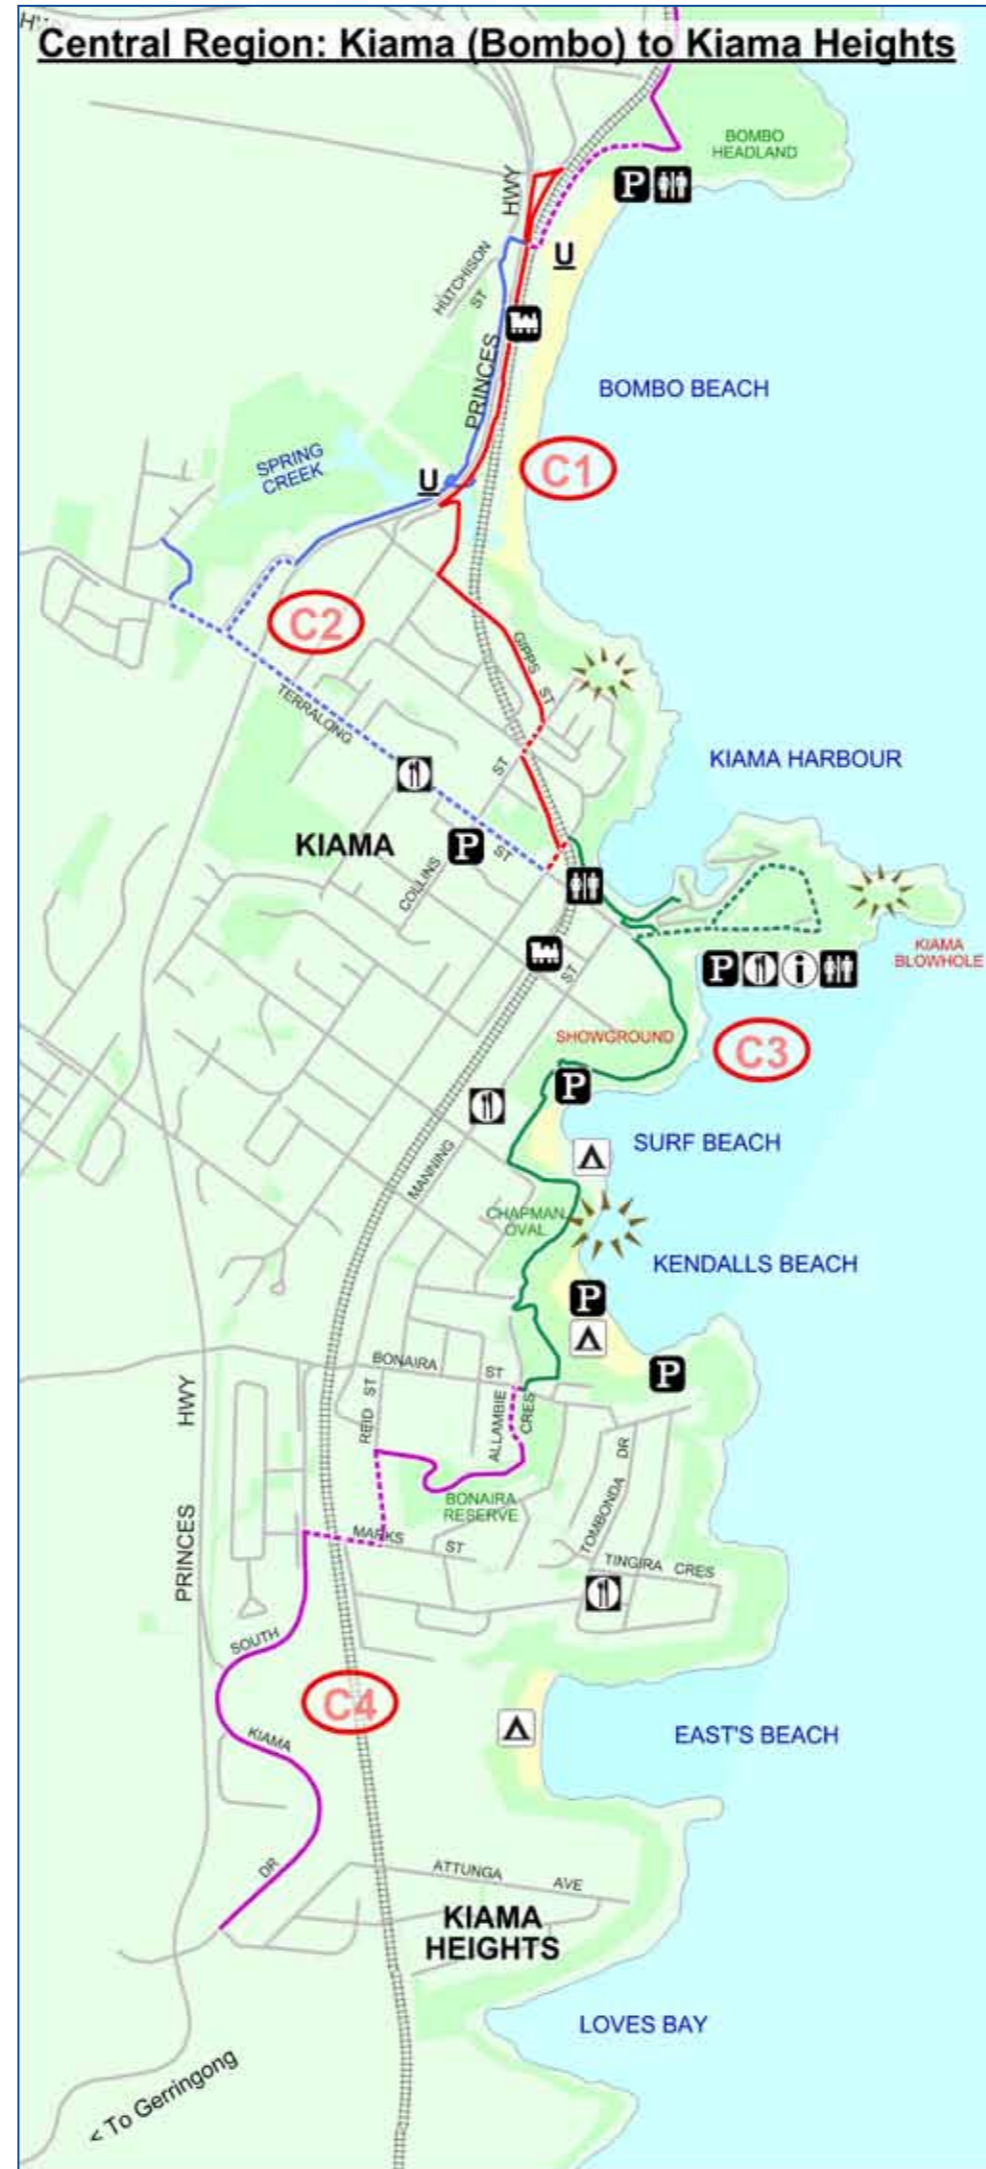 Central Region: Kiama (Bombo) to Kiama Heights
BOMBO
HEADLAND
P
HWY
U
HUTCHISON
ST
PRINCES
BOMBO BEACH
SPRING
CREEK
U
C1
C2
GIPPS ST
TERRALONG
ST
KIAMA HARBOUR
ST
KIAMA
P
COLLINS
KIAMA
BLOWHOLE
P
i
ST
SHOWGROUND
C3
P
SURF BEACH
MANNING
CHAPMAN
OVAL
KENDALLS BEACH
P
P
BONAIRA ST
HWY
REID ST
ALLAMBIE
CRES
BONAIRA
RESERVE
TOMBONDA DR
PRINCES
MARKS ST
TINGIRA CRES
SOUTH
C4
KIAMA
EAST'S BEACH
DR
ATTUNGA AVE
KIAMA
HEIGHTS
LOVES BAY
< To Gerringong